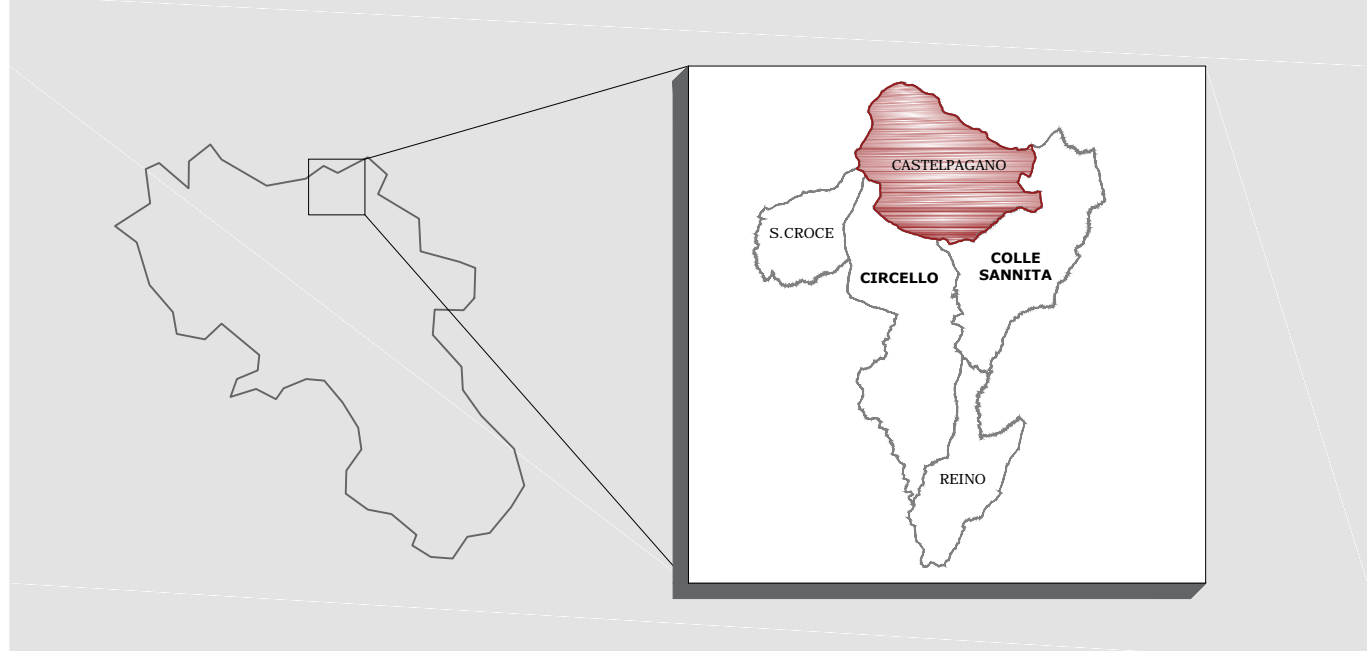 CASTELPAGANO
S.CROCE
CIRCELLO
COLLE
SANNITA
REINO